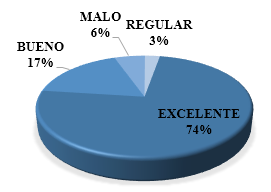 MALO
6%
REGULAR
3%
BUENO
17%
EXCELENTE
74%